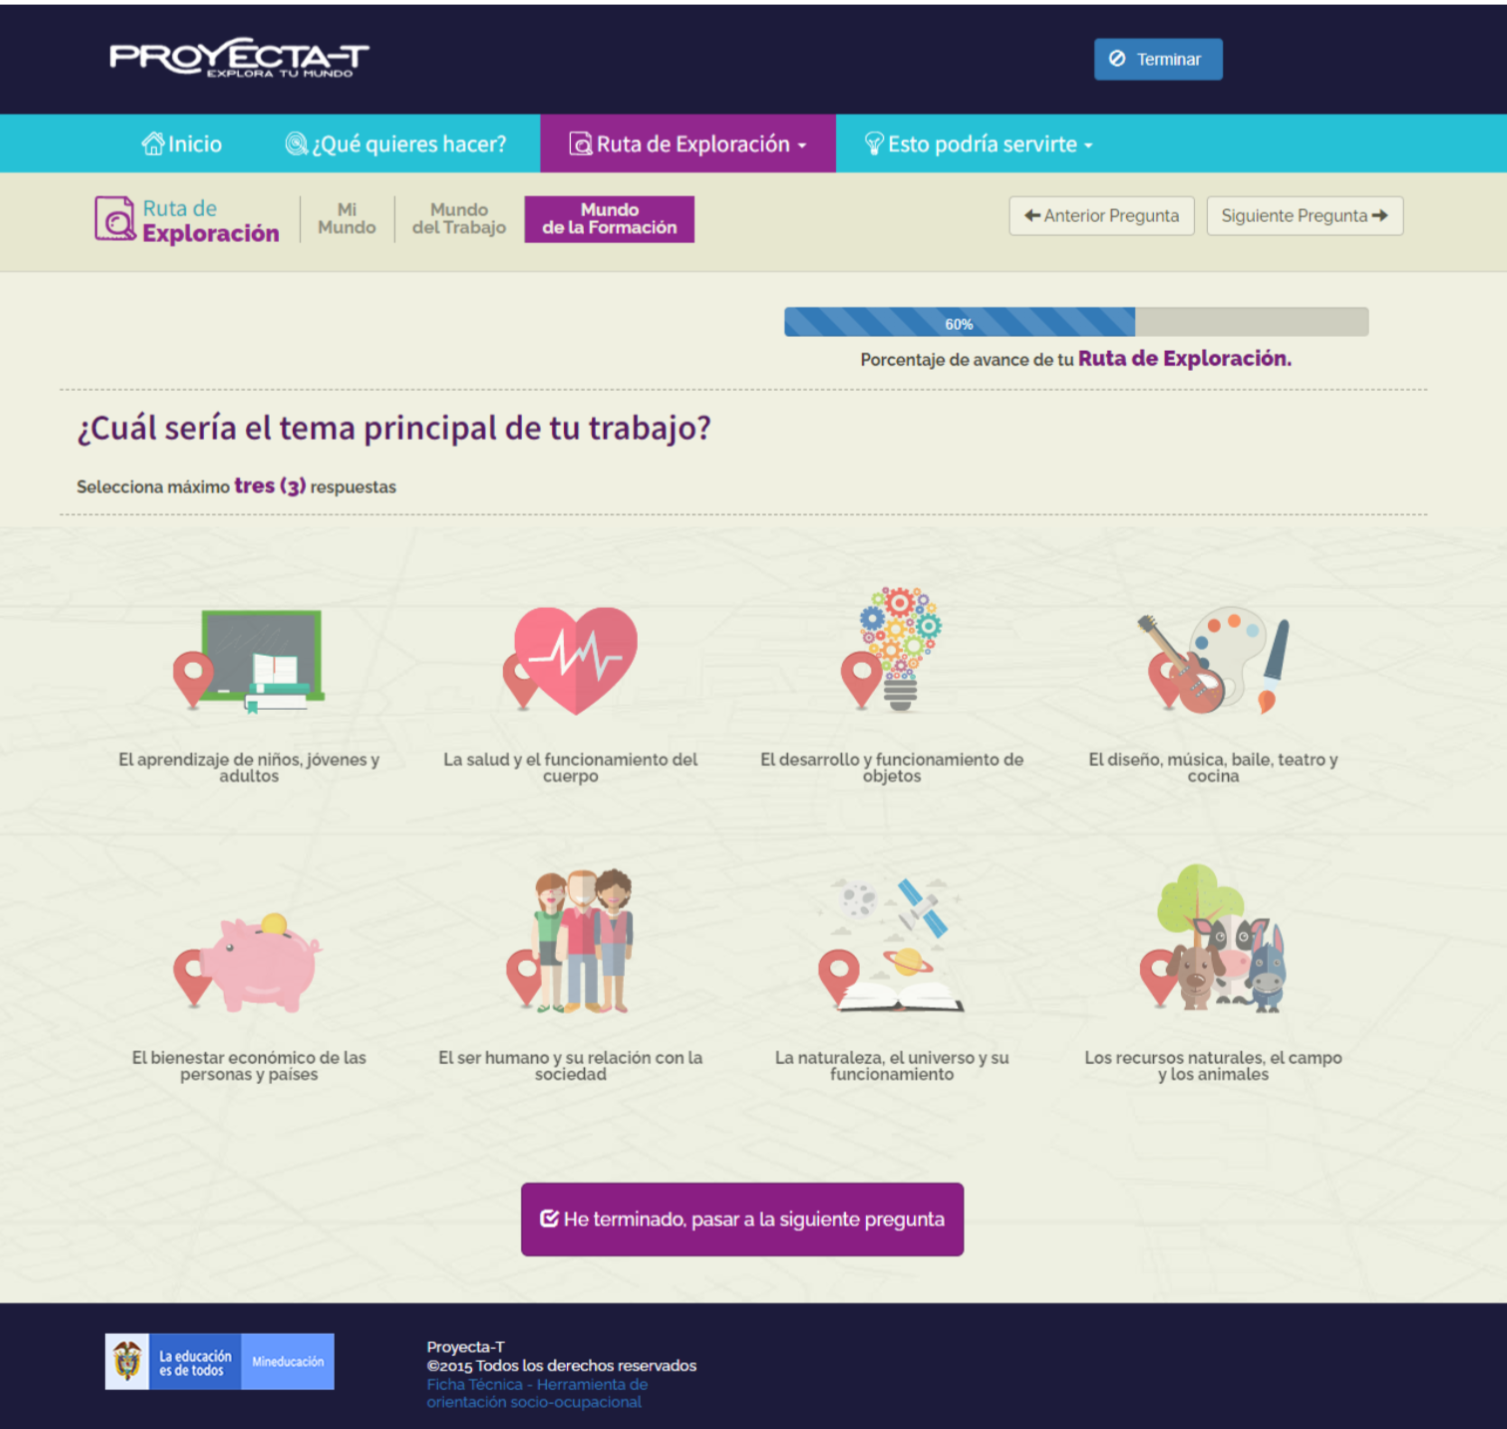 PROYECTA-T
EXPLORA TU MUNDO
Terminar
Inicio
¿Qué quieres hacer?
Ruta de Exploración
Esto podría servirte
Ruta de
Exploración
Mi
Mundo
Mundo
del Trabajo
Mundo
de la Formación
Anterior Pregunta
Siguiente Pregunta
60%
Porcentaje de avance de tu Ruta de Exploración.
¿Cuál sería el tema principal de tu trabajo?
Selecciona máximo tres (3) respuestas
El aprendizaje de niños, jóvenes y
adultos
La salud y el funcionamiento del
cuerpo
El desarrollo y funcionamiento de
objetos
El diseño, música, baile, teatro y
cocina
El bienestar económico de las
personas y países
El ser humano y su relación con la
sociedad
La naturaleza, el universo y su
funcionamiento
Los recursos naturales, el campo
y los animales
He terminado, pasar a la siguiente pregunta
La educación
es de todos
Mineducación
Proyecta-T
©2015 Todos los derechos reservados
Ficha Técnica - Herramienta de
orientación socio-ocupacional